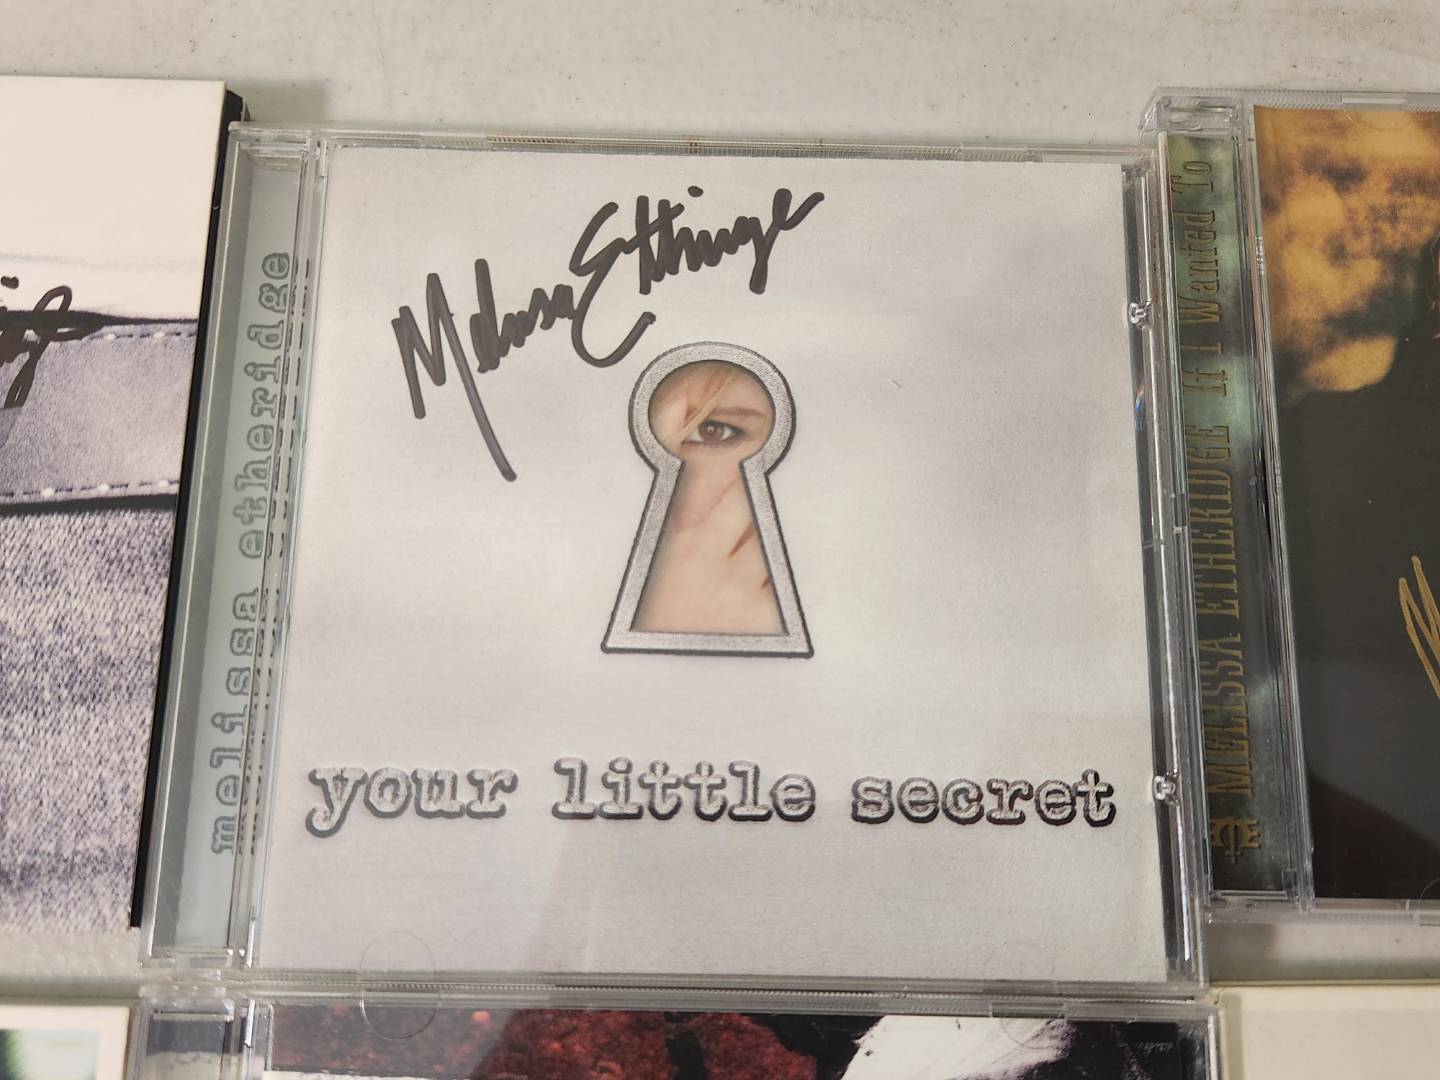 melissa etheridge
Melissa Etheridge
your little secret
MELISSA ETHERIDGE If I Wanted To